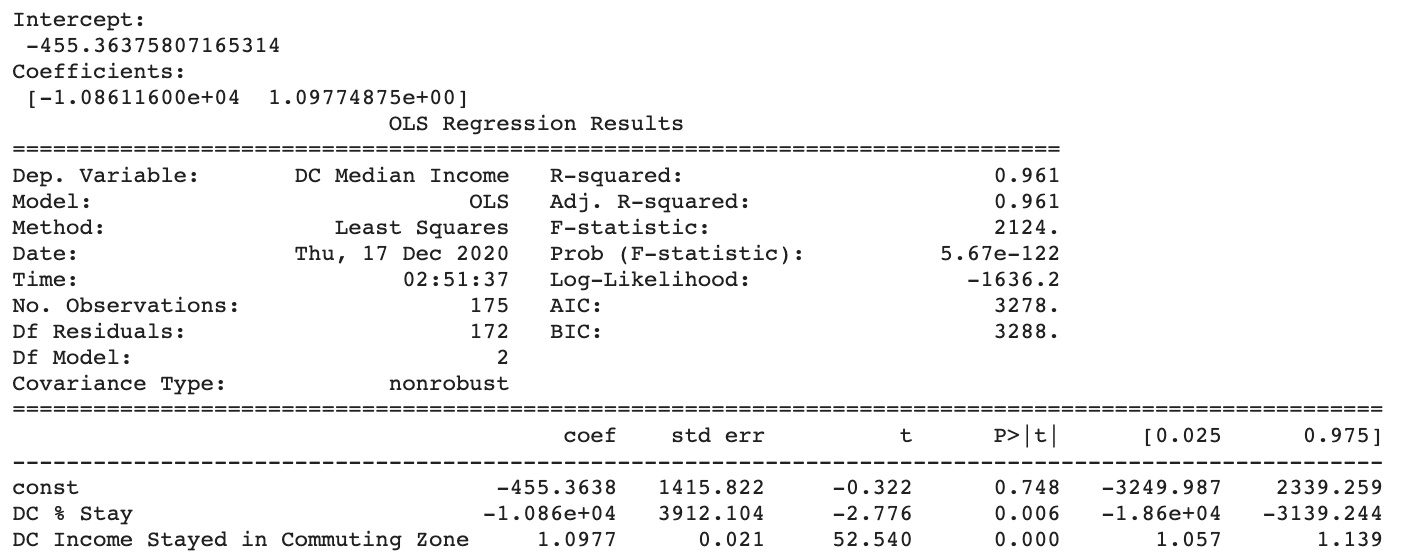 Intercept:
 -455.36375807165314
Coefficients:
 [-1.08611600e+04  1.09774875e+00]
                            OLS Regression Results
==============================================================================
Dep. Variable:       DC Median Income   R-squared:                       0.961
Model:                            OLS   Adj. R-squared:                  0.961
Method:                 Least Squares   F-statistic:                     2124.
Date:                Thu, 17 Dec 2020   Prob (F-statistic):          5.67e-122
Time:                        02:51:37   Log-Likelihood:                -1636.2
No. Observations:                 175   AIC:                             3278.
Df Residuals:                     172   BIC:                             3288.
Df Model:                           2
Covariance Type:            nonrobust
======================================================================================================
                                         coef    std err          t      P>|t|      [0.025      0.975]
------------------------------------------------------------------------------------------------------
const                               -455.3638   1415.822     -0.322      0.748   -3249.987    2339.259
DC % Stay                          -1.086e+04   3912.104     -2.776      0.006   -1.86e+04   -3139.244
DC Income Stayed in Commuting Zone     1.0977      0.021     52.540      0.000       1.057       1.139